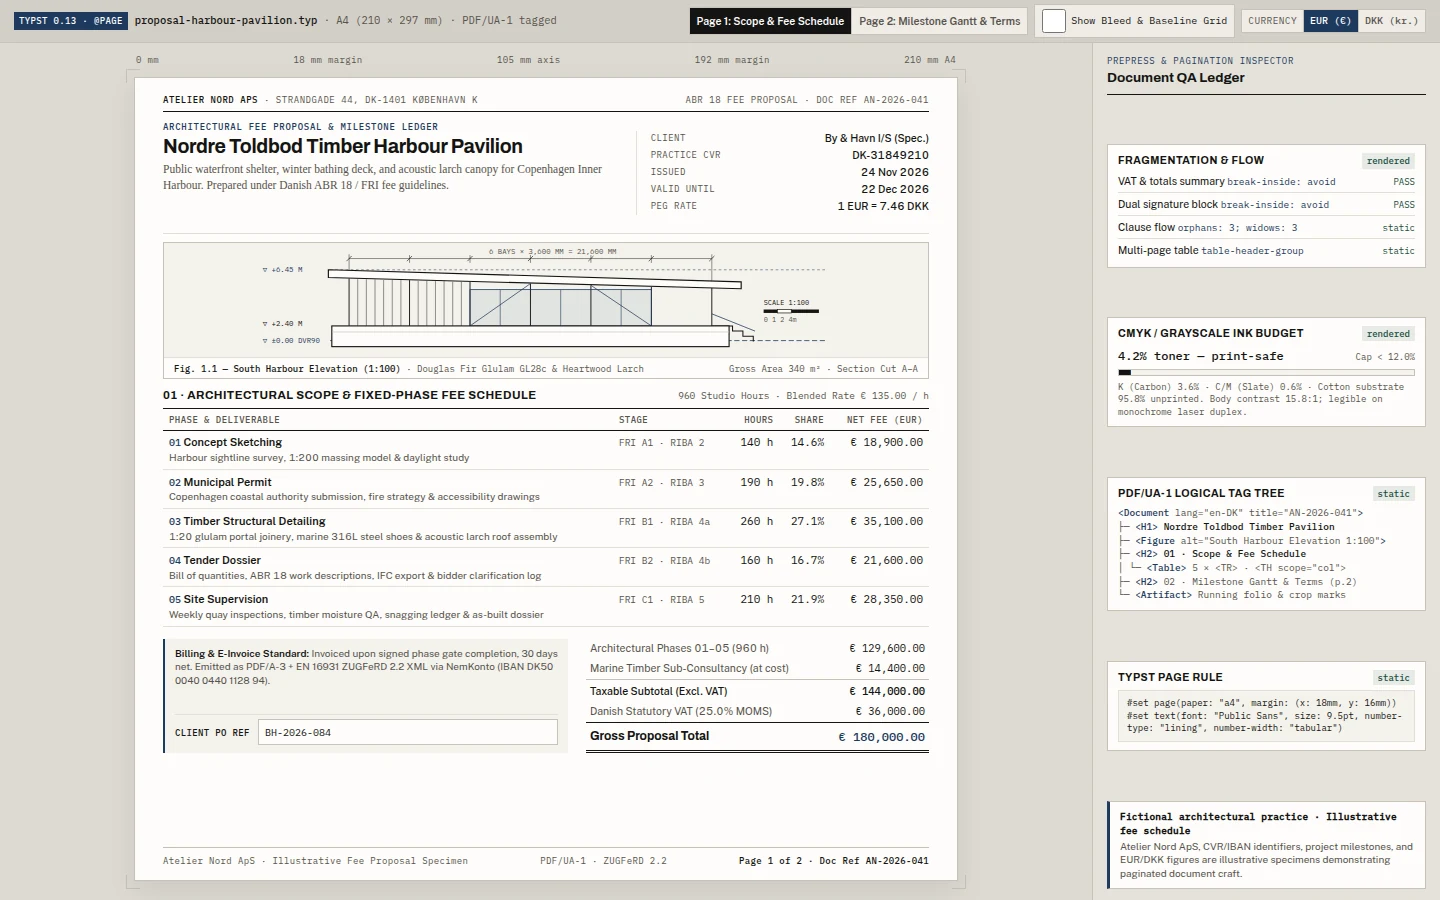 TYPST 0.13 · @PAGE proposal-harbour-pavilion.typ · A4 (210 × 297 mm) · PDF/UA-1 tagged
Page 1: Scope & Fee Schedule Page 2: Milestone Gantt & Terms Show Bleed & Baseline Grid CURRENCY EUR (€) DKK (kr.)
0 mm 18 mm margin 105 mm axis 192 mm margin 210 mm A4
ATELIER NORD APS · STRANDGADE 44, DK-1401 KØBENHAVN K ABR 18 FEE PROPOSAL · DOC REF AN-2026-041
ARCHITECTURAL FEE PROPOSAL & MILESTONE LEDGER
Nordre Toldbod Timber Harbour Pavilion
Public waterfront shelter, winter bathing deck, and acoustic larch canopy for Copenhagen Inner
Harbour. Prepared under Danish ABR 18 / FRI fee guidelines.
CLIENT By & Havn I/S (Spec.)
PRACTICE CVR DK-31849210
ISSUED 24 Nov 2026
VALID UNTIL 22 Dec 2026
PEG RATE 1 EUR = 7.46 DKK
6 BAYS × 3,600 MM = 21,600 MM
▽ +6.45 M
▽ +2.40 M
▽ ±0.00 DVR90
SCALE 1:100
0 1 2 4m
Fig. 1.1 — South Harbour Elevation (1:100) · Douglas Fir Glulam GL28c & Heartwood Larch Gross Area 340 m² · Section Cut A–A
01 · ARCHITECTURAL SCOPE & FIXED-PHASE FEE SCHEDULE 960 Studio Hours · Blended Rate € 135.00 / h
PHASE & DELIVERABLE STAGE HOURS SHARE NET FEE (EUR)
01 Concept Sketching FRI A1 · RIBA 2 140 h 14.6% € 18,900.00
Harbour sightline survey, 1:200 massing model & daylight study
02 Municipal Permit FRI A2 · RIBA 3 190 h 19.8% € 25,650.00
Copenhagen coastal authority submission, fire strategy & accessibility drawings
03 Timber Structural Detailing FRI B1 · RIBA 4a 260 h 27.1% € 35,100.00
1:20 glulam portal joinery, marine 316L steel shoes & acoustic larch roof assembly
04 Tender Dossier FRI B2 · RIBA 4b 160 h 16.7% € 21,600.00
Bill of quantities, ABR 18 work descriptions, IFC export & bidder clarification log
05 Site Supervision FRI C1 · RIBA 5 210 h 21.9% € 28,350.00
Weekly quay inspections, timber moisture QA, snagging ledger & as-built dossier
Billing & E-Invoice Standard: Invoiced upon signed phase gate completion, 30 days
net. Emitted as PDF/A-3 + EN 16931 ZUGFeRD 2.2 XML via NemKonto (IBAN DK50
0040 0440 1128 94).
CLIENT PO REF BH-2026-084
Architectural Phases 01–05 (960 h) € 129,600.00
Marine Timber Sub-Consultancy (at cost) € 14,400.00
Taxable Subtotal (Excl. VAT) € 144,000.00
Danish Statutory VAT (25.0% MOMS) € 36,000.00
Gross Proposal Total € 180,000.00
Atelier Nord ApS · Illustrative Fee Proposal Specimen PDF/UA-1 · ZUGFeRD 2.2 Page 1 of 2 · Doc Ref AN-2026-041
PREPRESS & PAGINATION INSPECTOR
Document QA Ledger
FRAGMENTATION & FLOW rendered
VAT & totals summary break-inside: avoid PASS
Dual signature block break-inside: avoid PASS
Clause flow orphans: 3; widows: 3 static
Multi-page table table-header-group static
CMYK / GRAYSCALE INK BUDGET rendered
4.2% toner — print-safe Cap < 12.0%
K (Carbon) 3.6% · C/M (Slate) 0.6% · Cotton substrate
95.8% unprinted. Body contrast 15.8:1; legible on
monochrome laser duplex.
PDF/UA-1 LOGICAL TAG TREE static
<Document lang="en-DK" title="AN-2026-041">
├─ <H1> Nordre Toldbod Timber Pavilion
├─ <Figure alt="South Harbour Elevation 1:100">
├─ <H2> 01 · Scope & Fee Schedule
│ └─ <Table> 5 × <TR> · <TH scope="col">
├─ <H2> 02 · Milestone Gantt & Terms (p.2)
└─ <Artifact> Running folio & crop marks
TYPST PAGE RULE static
#set page(paper: "a4", margin: (x: 18mm, y: 16mm))
#set text(font: "Public Sans", size: 9.5pt, number-
type: "lining", number-width: "tabular")
Fictional architectural practice · Illustrative
fee schedule
Atelier Nord ApS, CVR/IBAN identifiers, project milestones, and
EUR/DKK figures are illustrative specimens demonstrating
paginated document craft.